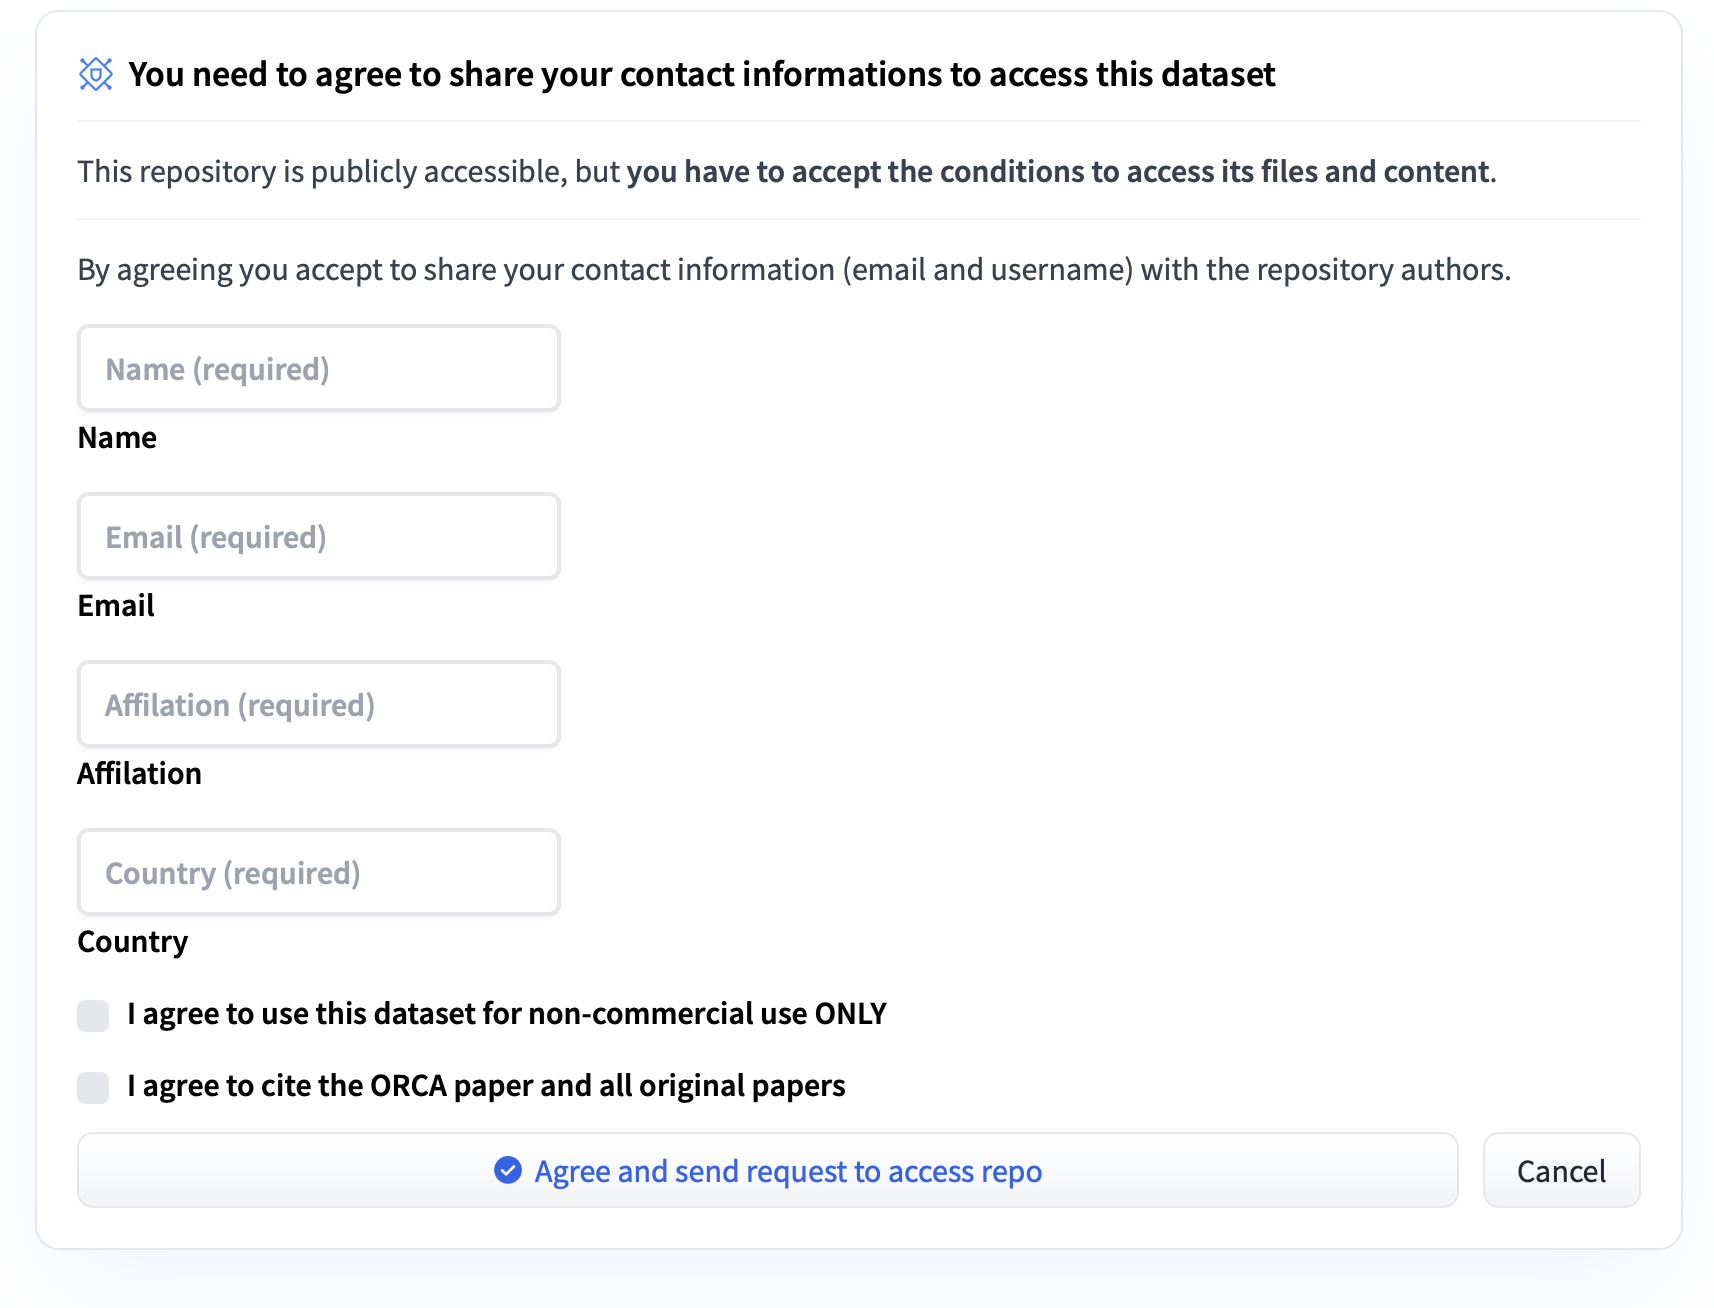 You need to agree to share your contact informations to access this dataset
This repository is publicly accessible, but you have to accept the conditions to access its files and content.
By agreeing you accept to share your contact information (email and username) with the repository authors.
Name (required)
Name
Email (required)
Email
Affilation (required)
Affilation
Country (required)
Country
I agree to use this dataset for non-commercial use ONLY
I agree to cite the ORCA paper and all original papers
Agree and send request to access repo
Cancel